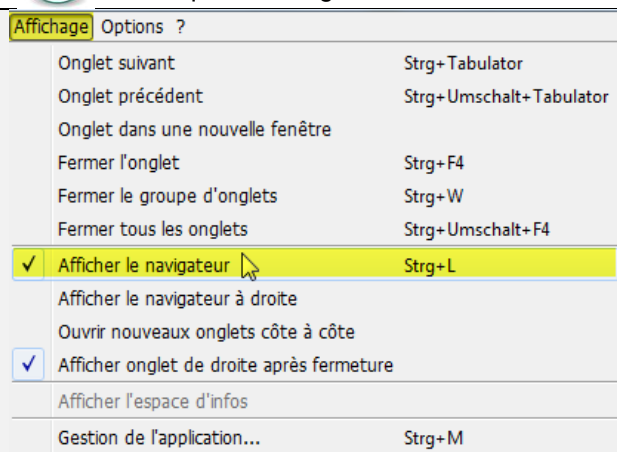 Affichage Options ?
Onglet suivant Strg+Tabulator
Onglet précédent Strg+Umschalt+Tabulator
Onglet dans une nouvelle fenêtre
Fermer l'onglet Strg+F4
Fermer le groupe d'onglets Strg+W
Fermer tous les onglets Strg+Umschalt+F4
Afficher le navigateur Strg+L
Afficher le navigateur à droite
Ouvrir nouveaux onglets côte à côte
Afficher onglet de droite après fermeture
Afficher l'espace d'infos
Gestion de l'application... Strg+M